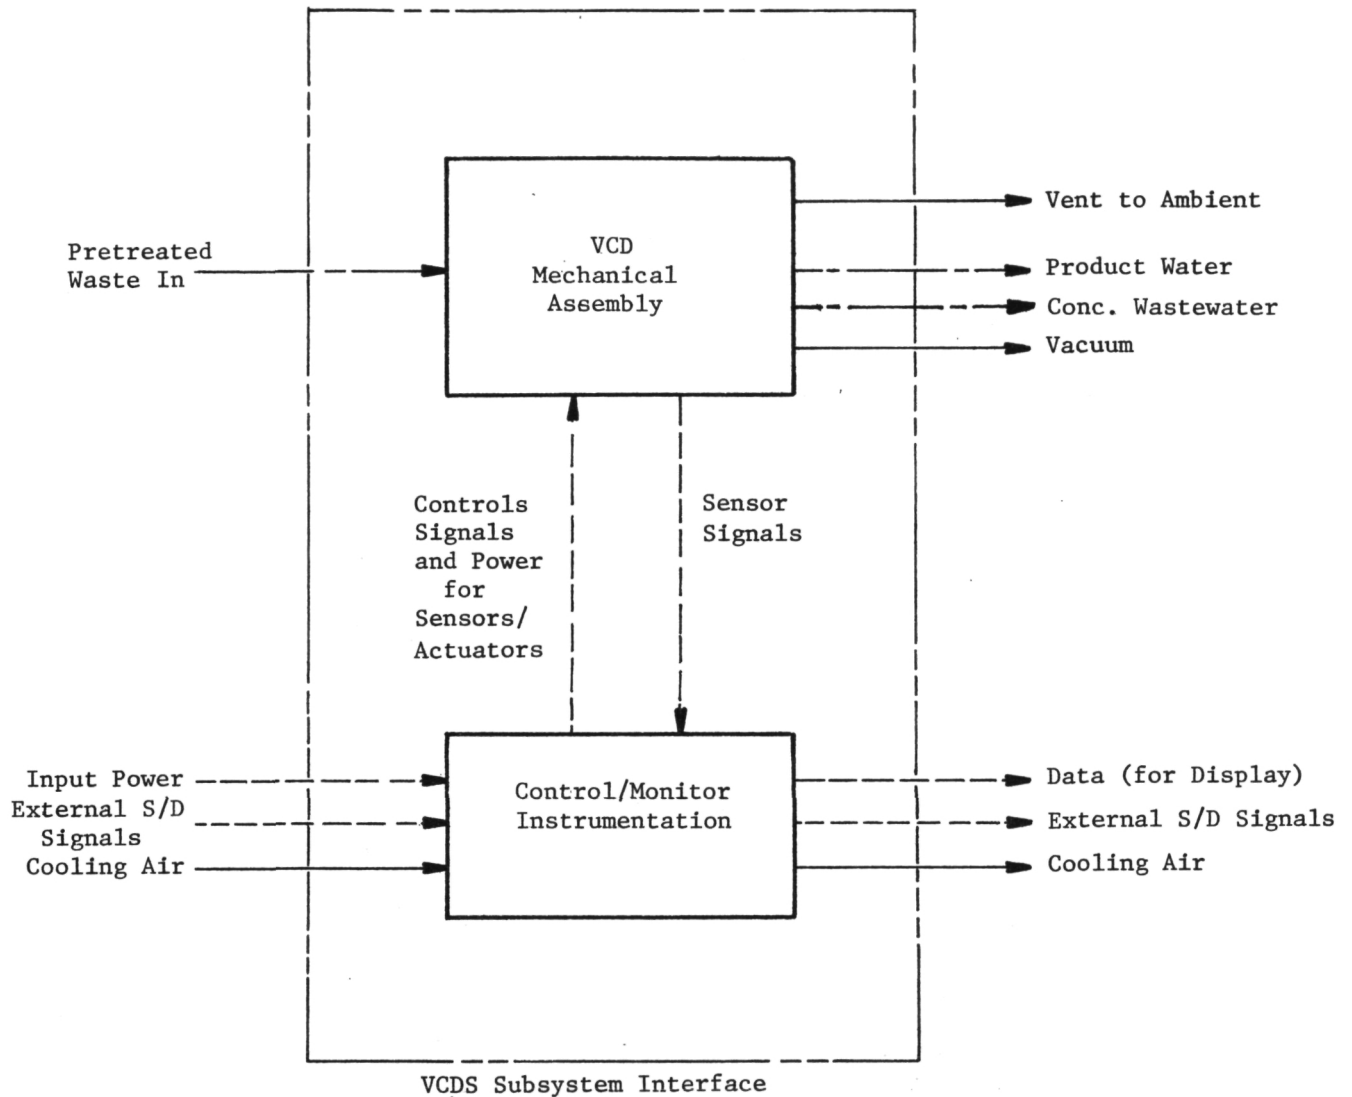 Pretreated
Waste In
VCD
Mechanical
Assembly
Vent to Ambient
Product Water
Conc. Wastewater
Vacuum
Controls
Signals
and Power
for
Sensors/
Actuators
Sensor
Signals
Input Power
External S/D
Signals
Cooling Air
Control/Monitor
Instrumentation
Data (for Display)
External S/D Signals
Cooling Air
VCDS Subsystem Interface